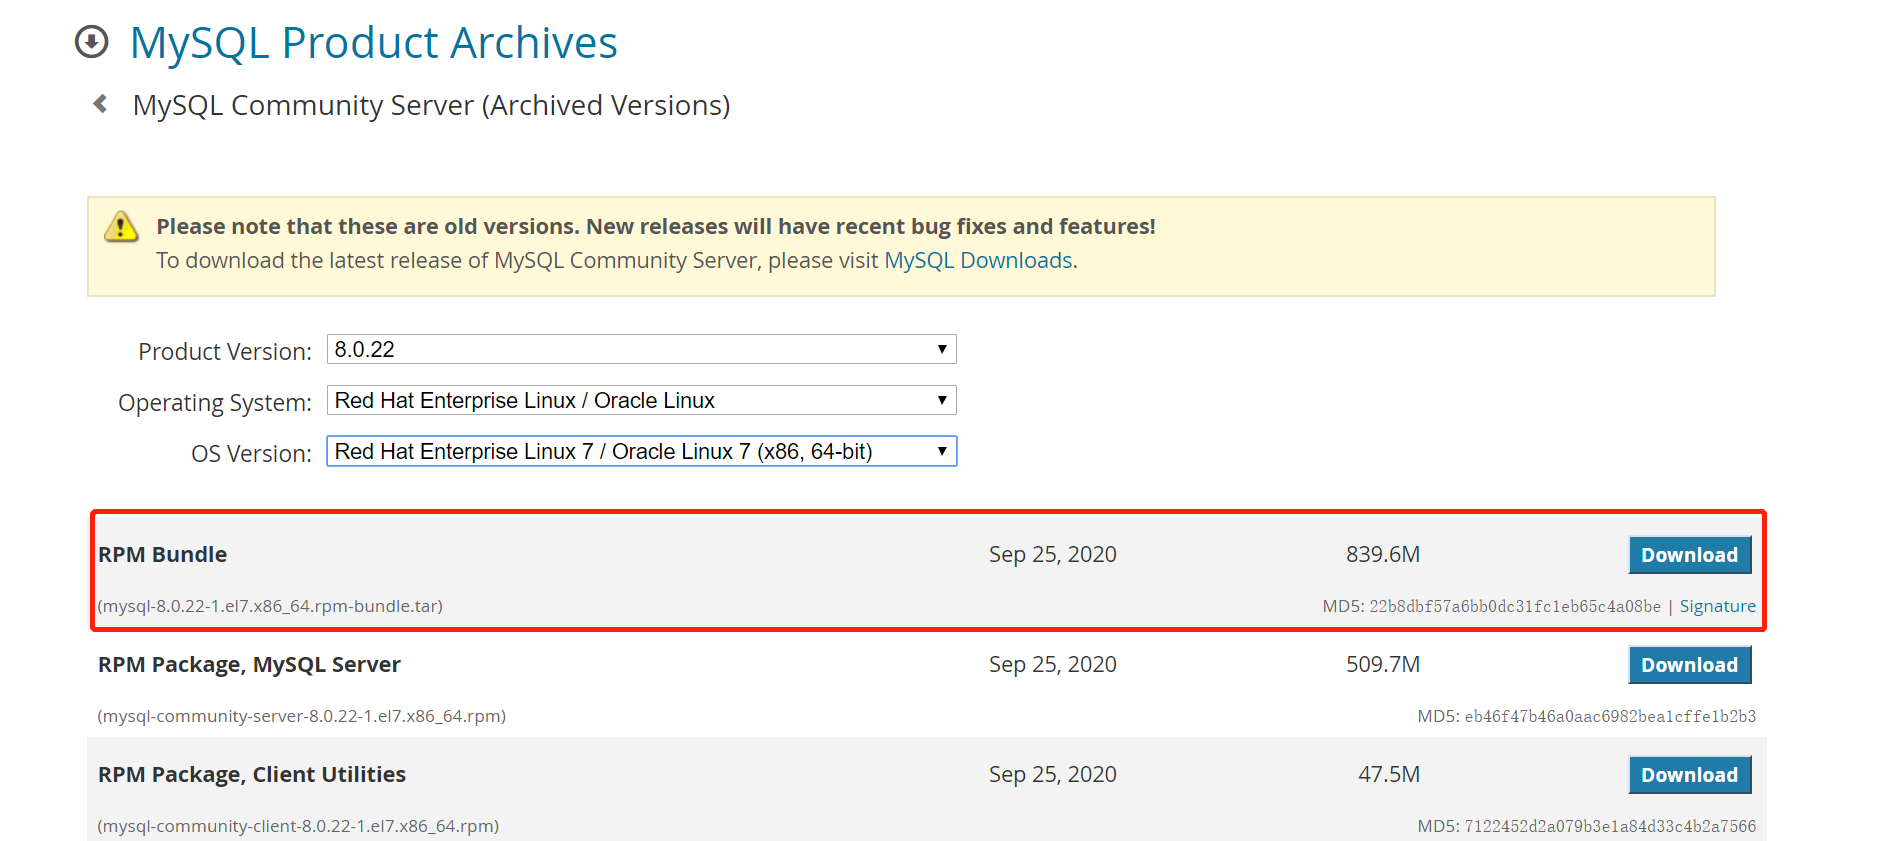 MySQL Product Archives
MySQL Community Server (Archived Versions)
Please note that these are old versions. New releases will have recent bug fixes and features!
To download the latest release of MySQL Community Server, please visit MySQL Downloads.
Product Version: 8.0.22
Operating System: Red Hat Enterprise Linux / Oracle Linux
OS Version: Red Hat Enterprise Linux 7 / Oracle Linux 7 (x86, 64-bit)
RPM Bundle Sep 25, 2020 839.6M Download
(mysql-8.0.22-1.el7.x86_64.rpm-bundle.tar) MD5: 22b8dbf57a6bb0dc31fc1eb65c4a08be | Signature
RPM Package, MySQL Server Sep 25, 2020 509.7M Download
(mysql-community-server-8.0.22-1.el7.x86_64.rpm) MD5: eb46f47b46a0aac6982bea1cffe1b2b3
RPM Package, Client Utilities Sep 25, 2020 47.5M Download
(mysql-community-client-8.0.22-1.el7.x86_64.rpm) MD5: 7122452d2a079b3e1a84d33c4b2a7566